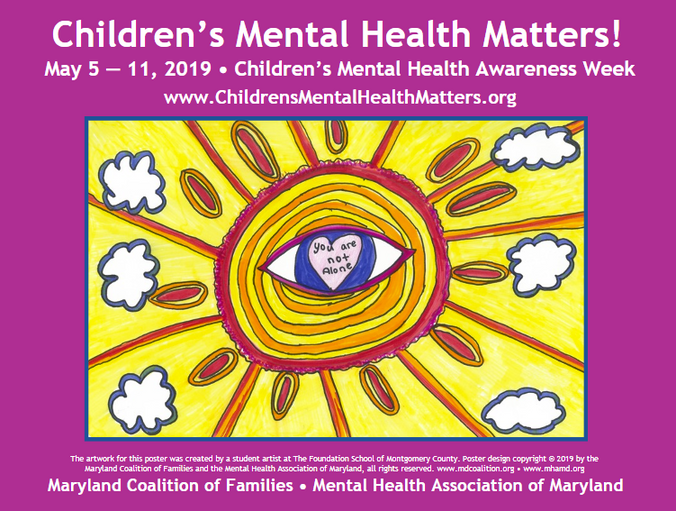 Children’s Mental Health Matters!
May 5 — 11, 2019 • Children’s Mental Health Awareness Week
www.ChildrensMentalHealthMatters.org
you are
not
Alone
The artwork for this poster was created by a student artist at The Foundation School of Montgomery County. Poster design copyright © 2019 by the
Maryland Coalition of Families and the Mental Health Association of Maryland, all rights reserved. www.mdcoalition.org • www.mhamd.org
Maryland Coalition of Families • Mental Health Association of Maryland